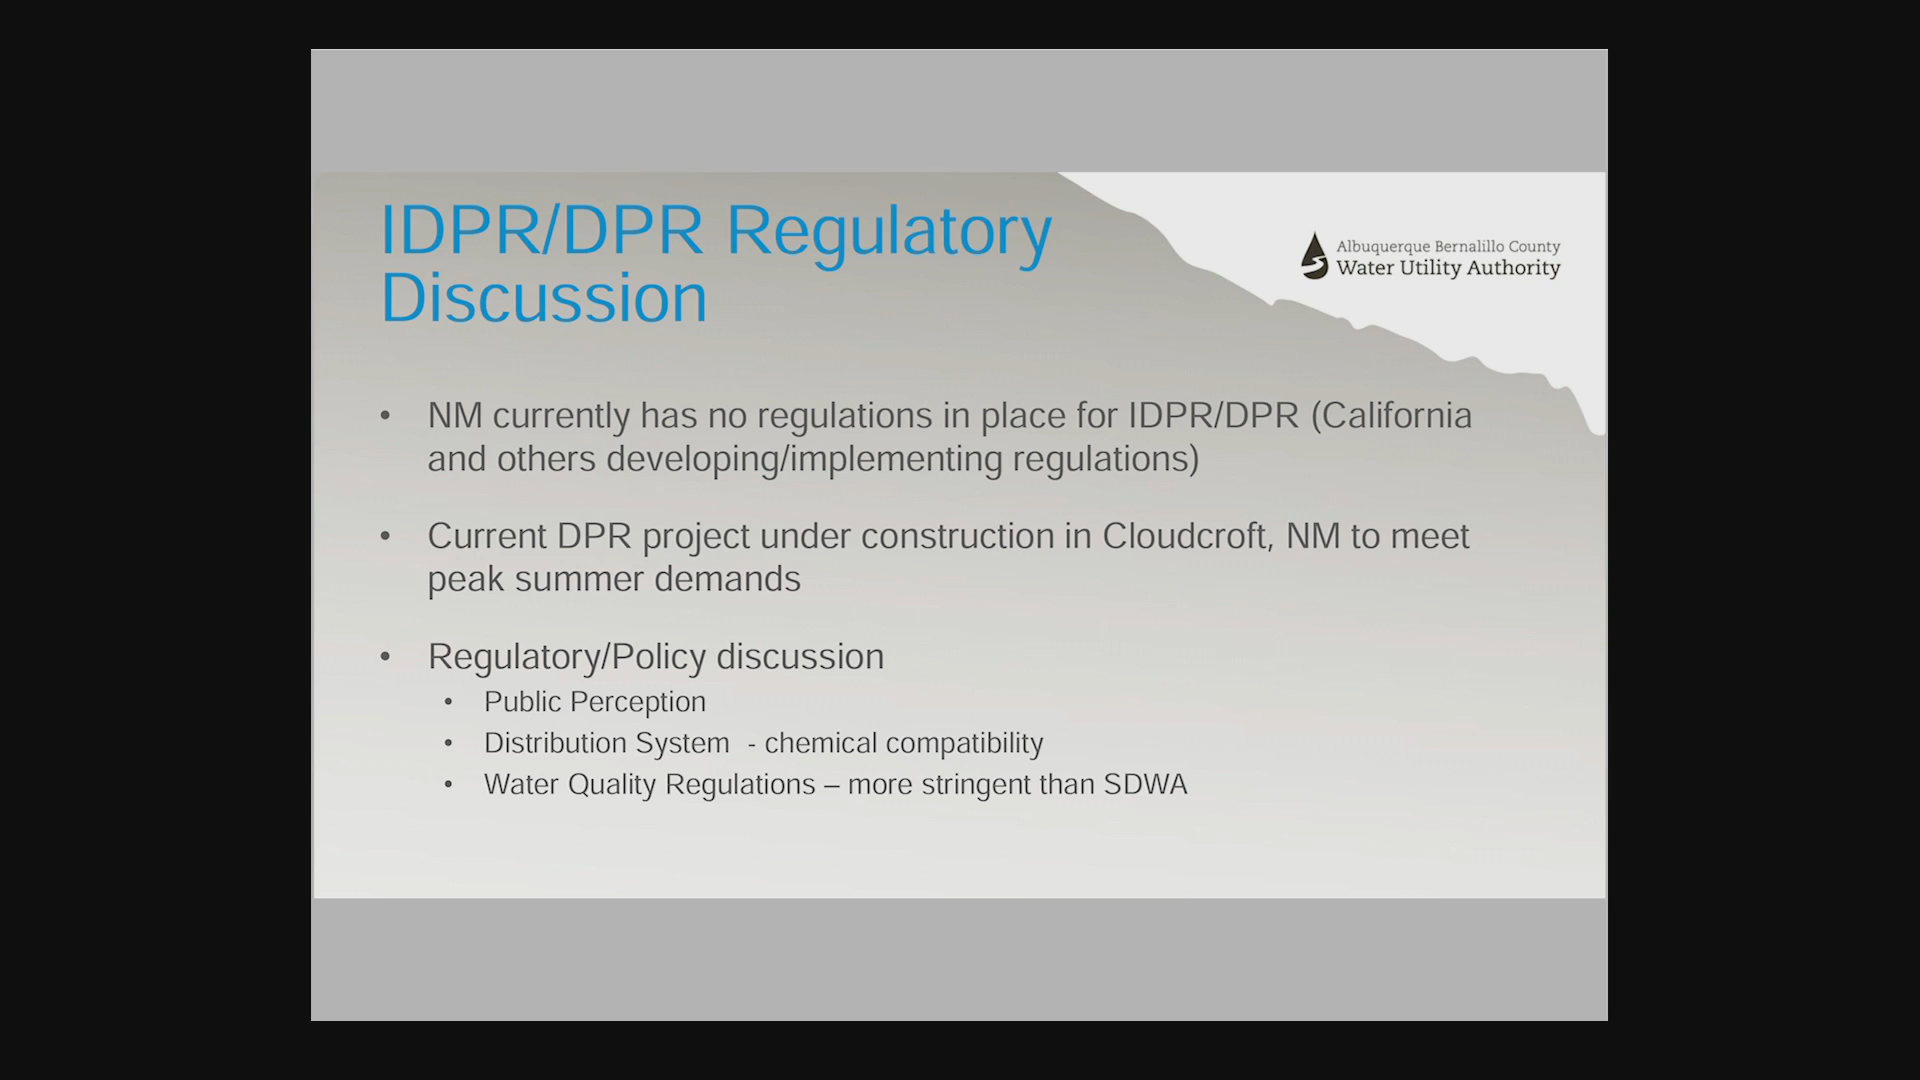 IDPR/DPR Regulatory
Discussion
Albuquerque Bernalillo County
Water Utility Authority
• NM currently has no regulations in place for IDPR/DPR (California
and others developing/implementing regulations)
• Current DPR project under construction in Cloudcroft, NM to meet
peak summer demands
• Regulatory/Policy discussion
• Public Perception
• Distribution System - chemical compatibility
• Water Quality Regulations – more stringent than SDWA